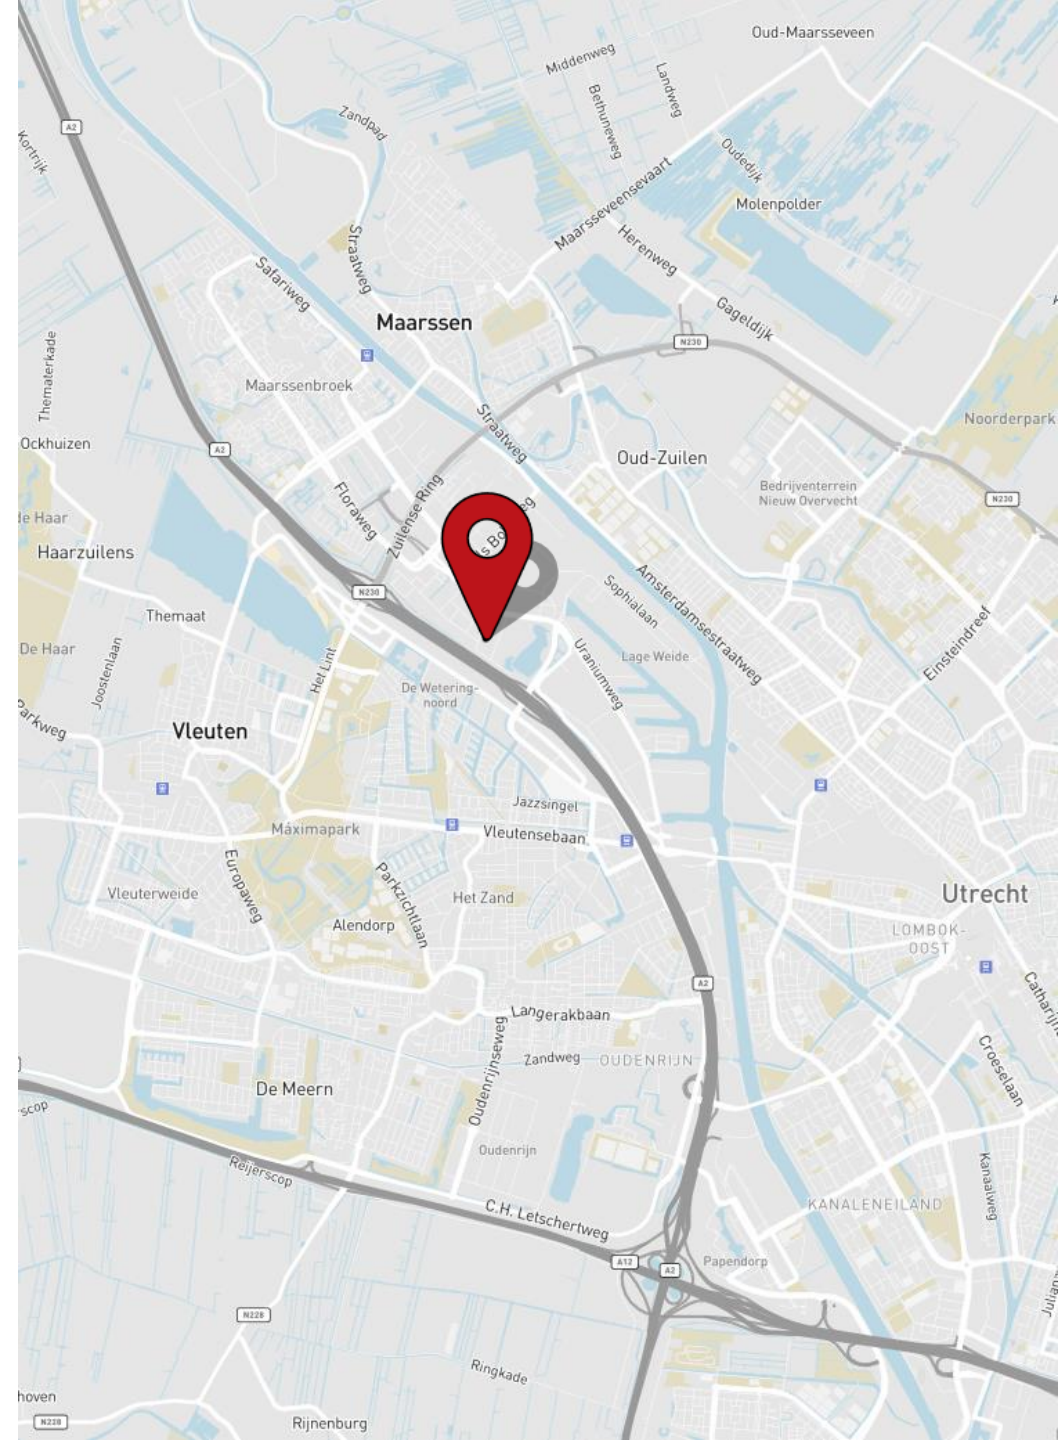 Oud-Maarsseveen
Middenweg
Landweg
Bethuneweg
Zandpad
A2
Kortrijk
Oudedijk
Maarsseveensevaart
Molenpolder
Straatweg
Herenweg
Safariweg
Gageldijk
Maarssen
N230
Thematerkade
Maarssenbroek
Noorderpark
Straatweg
Ockhuizen
A2
Oud-Zuilen
Bedrijventerrein
Nieuw Overvecht
N230
Floraweg
Zuilense Ring
de Haar
Haarzuilens
N230
Sophialaan
Amsterdamsestraatweg
Themaat
Einsteindreef
De Haar
Joostenlaan
Het Lint
Uraniumweg
Lage Weide
De Wetering-
noord
Parkweg
Vleuten
Jazzsingel
Máximapark
Vleutensebaan
Europaweg
Parkzichtlaan
Vleuterweide
Het Zand
Utrecht
Alendorp
LOMBOK-
OOST
A2
Langerakbaan
Oudenrijnseweg
Zandweg
OUDENRIJN
Croeselaan
De Meern
Oudenrijn
Reijerscop
Kanaalweg
C.H. Letschertweg
KANALENEILAND
A12
A2
Papendorp
N228
Ringkade
hoven
N228
Rijnenburg